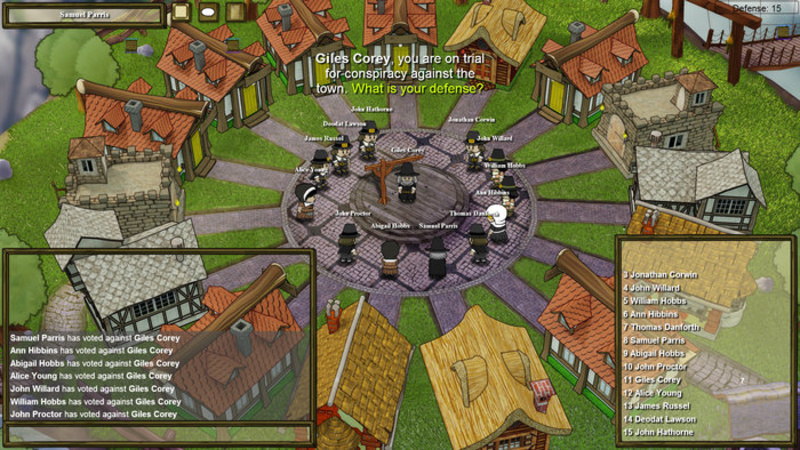 Samuel Parris
Defense: 15
Giles Corey, you are on trial
for conspiracy against the
town. What is your defense?
John Hathorne
Jonathan Corwin
Deodat Lawson
James Russel
John Willard
Giles Corey
Alice Young
William Hobbs
Ann Hibbins
John Proctor
Thomas Danforth
Abigail Hobbs
Samuel Parris
Samuel Parris has voted against Giles Corey
Ann Hibbins has voted against Giles Corey
Abigail Hobbs has voted against Giles Corey
Alice Young has voted against Giles Corey
John Willard has voted against Giles Corey
William Hobbs has voted against Giles Corey
John Proctor has voted against Giles Corey
3 Jonathan Corwin
4 John Willard
5 William Hobbs
6 Ann Hibbins
7 Thomas Danforth
8 Samuel Parris
9 Abigail Hobbs
10 John Proctor
11 Giles Corey
12 Alice Young
13 James Russel
14 Deodat Lawson
15 John Hathorne